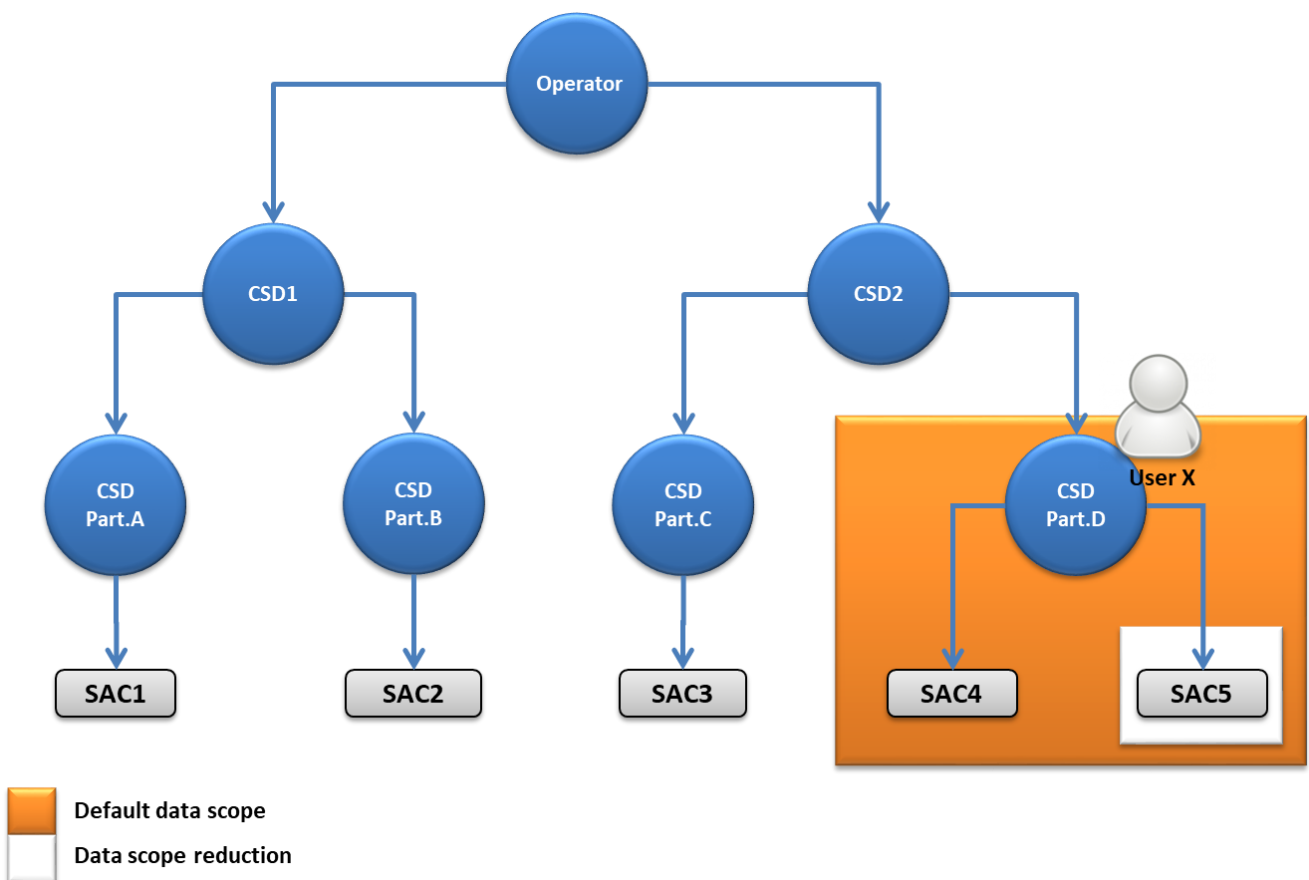 Operator
CSD1
CSD2
CSD
Part.A
CSD
Part.B
CSD
Part.C
CSD
Part.D
User X
SAC1
SAC2
SAC3
SAC4
SAC5
Default data scope
Data scope reduction